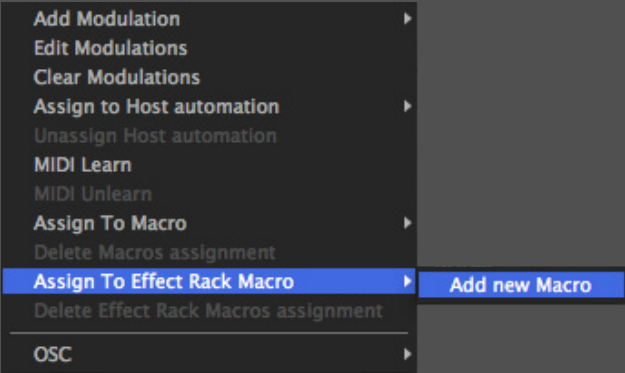 Add Modulation
Edit Modulations
Clear Modulations
Assign to Host automation
Unassign Host automation
MIDI Learn
MIDI Unlearn
Assign To Macro
Delete Macros assignment
Assign To Effect Rack Macro
Add new Macro
Delete Effect Rack Macros assignment
OSC